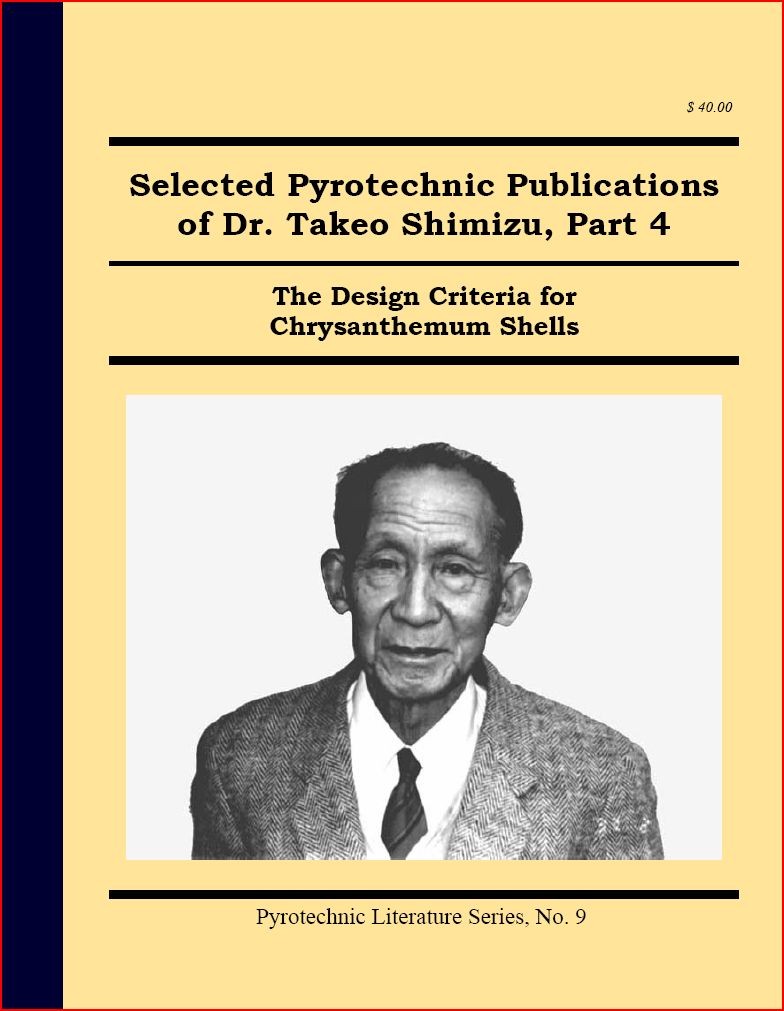 $ 40.00
Selected Pyrotechnic Publications
of Dr. Takeo Shimizu, Part 4
The Design Criteria for
Chrysanthemum Shells
Pyrotechnic Literature Series, No. 9